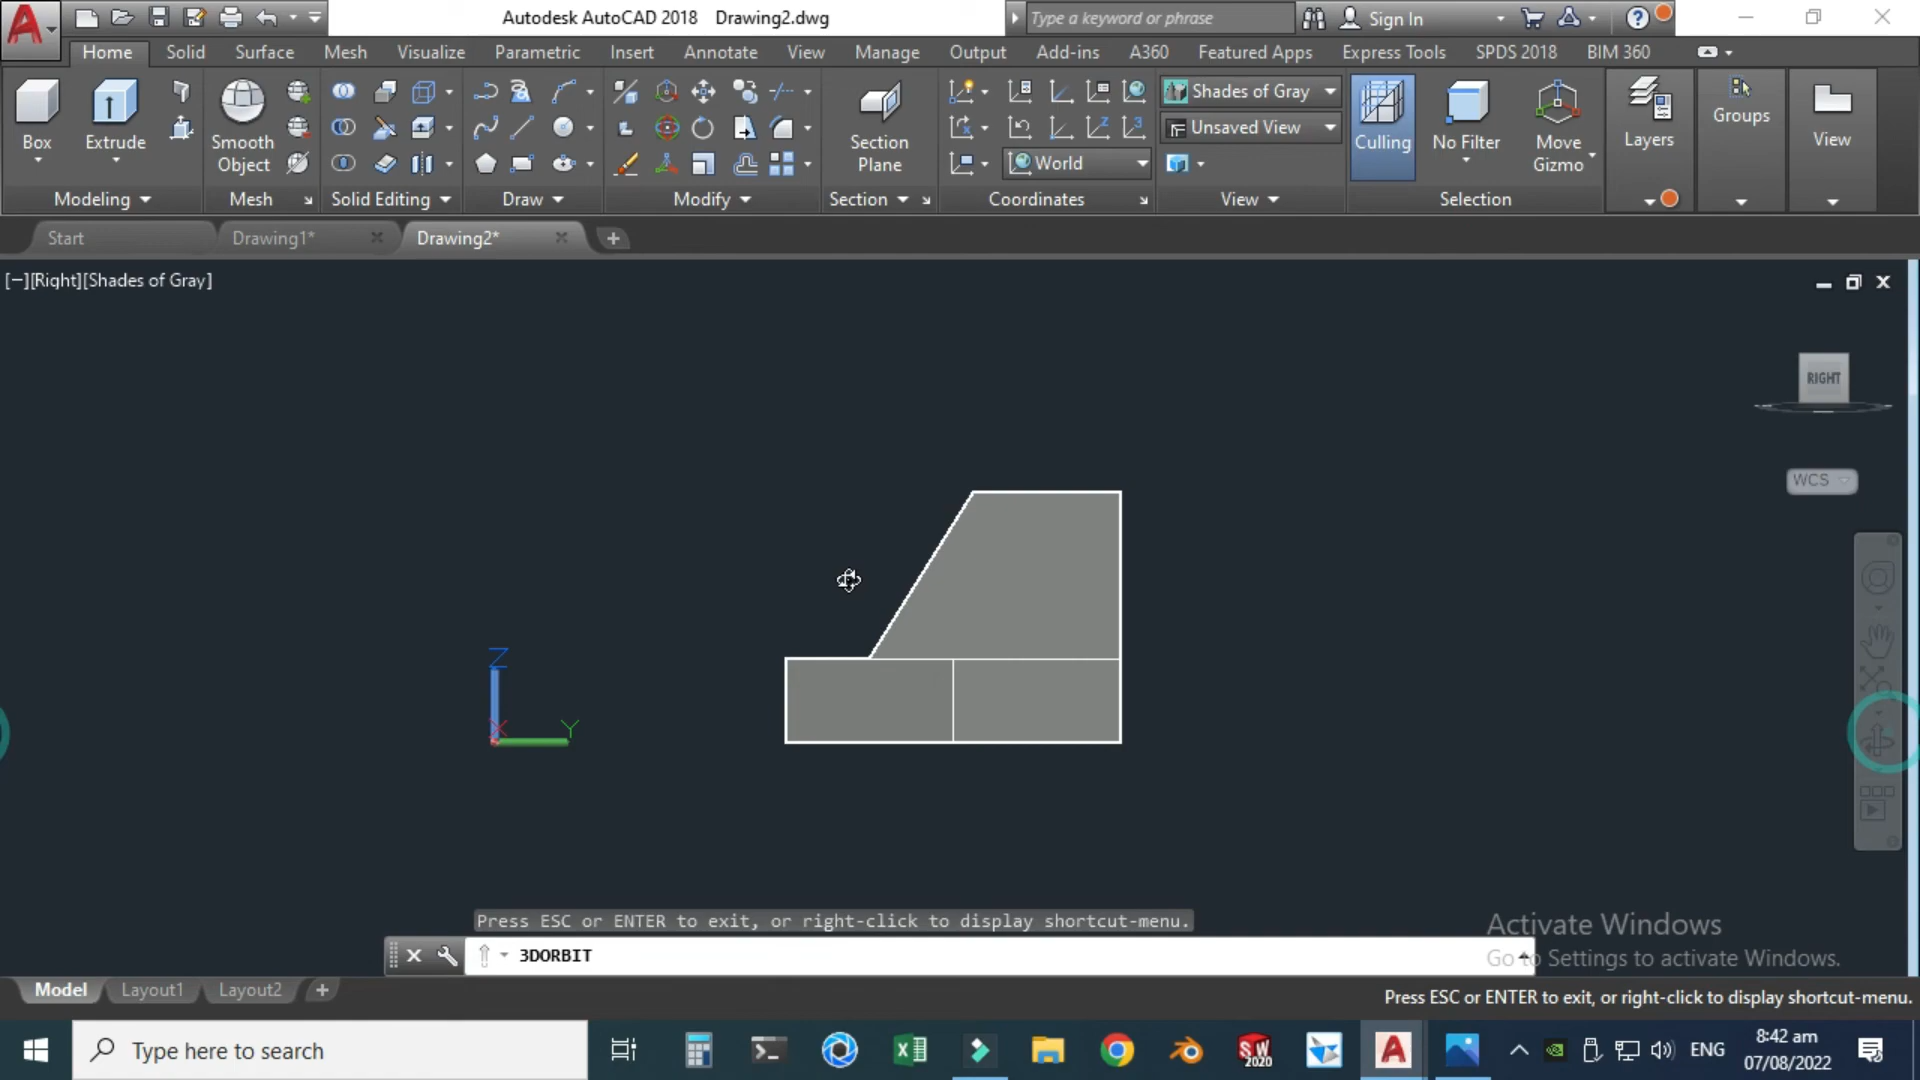 Autodesk AutoCAD 2018 Drawing2.dwg
Type a keyword or phrase
Sign In
Home Solid Surface Mesh Visualize Parametric Insert Annotate View Manage Output Add-ins A360 Featured Apps Express Tools SPDS 2018 BIM 360
Box
Extrude
Smooth
Object
Section
Plane
World
Shades of Gray
Unsaved View
Culling
No Filter
Move
Gizmo
Layers
Groups
View
Modeling Mesh Solid Editing Draw Modify Section Coordinates View Selection
Start Drawing1* Drawing2*
[−][Right][Shades of Gray]
RIGHT
WCS
Z
X
Y
Press ESC or ENTER to exit, or right-click to display shortcut-menu.
3DORBIT
Activate Windows
Go to Settings to activate Windows.
Model Layout1 Layout2
Press ESC or ENTER to exit, or right-click to display shortcut-menu.
Type here to search
SW
2020
ENG
8:42 am
07/08/2022